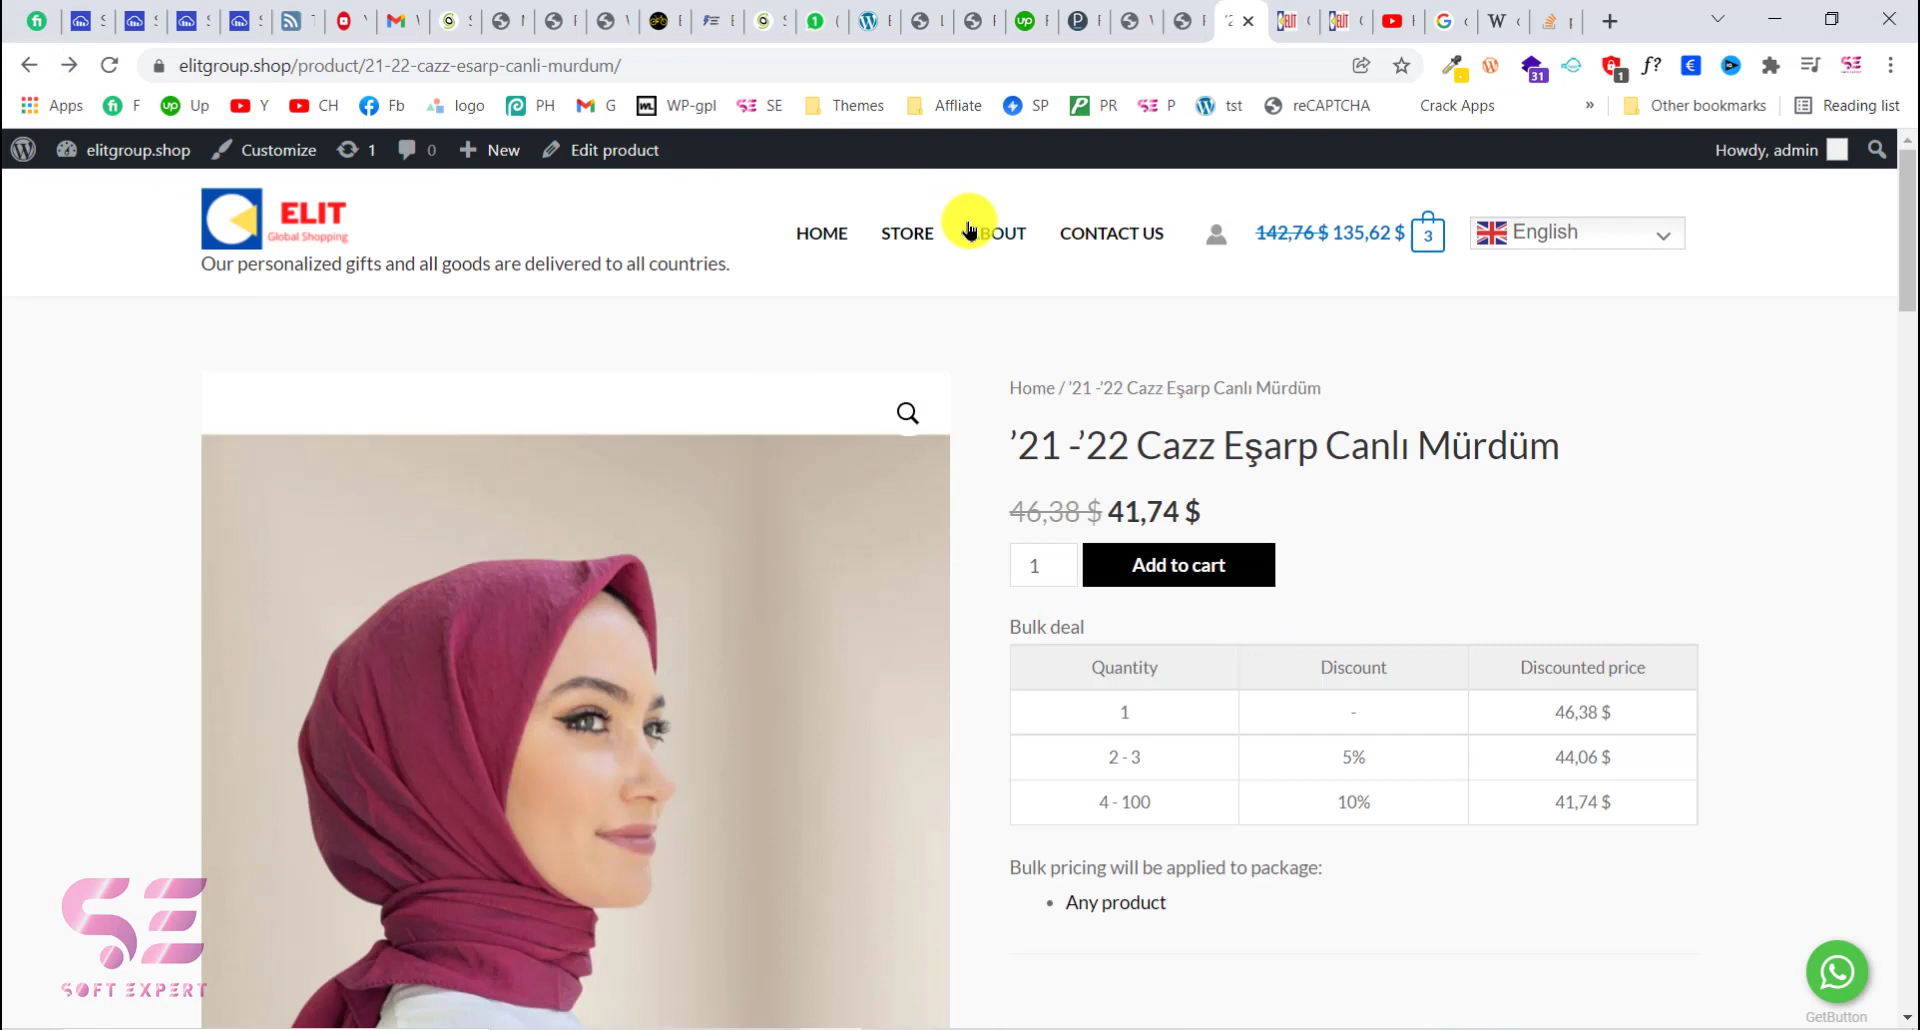 elitgroup.shop/product/21-22-cazz-esarp-canli-murdum/
Apps F Up Y CH Fb logo PH G WP-gpl SE Themes Affliate SP PR P tst reCAPTCHA Crack Apps » Other bookmarks Reading list
elitgroup.shop Customize 1 0 New Edit product Howdy, admin
ELIT
Global Shopping
HOME STORE ABOUT CONTACT US 142,76 $ 135,62 $ 3 English
Our personalized gifts and all goods are delivered to all countries.
Home / ’21 -’22 Cazz Eşarp Canlı Mürdüm
’21 -’22 Cazz Eşarp Canlı Mürdüm
46,38 $ 41,74 $
1 Add to cart
Bulk deal
Quantity Discount Discounted price
1 - 46,38 $
2 - 3 5% 44,06 $
4 - 100 10% 41,74 $
Bulk pricing will be applied to package:
• Any product
SE
SOFT EXPERT
GetButton